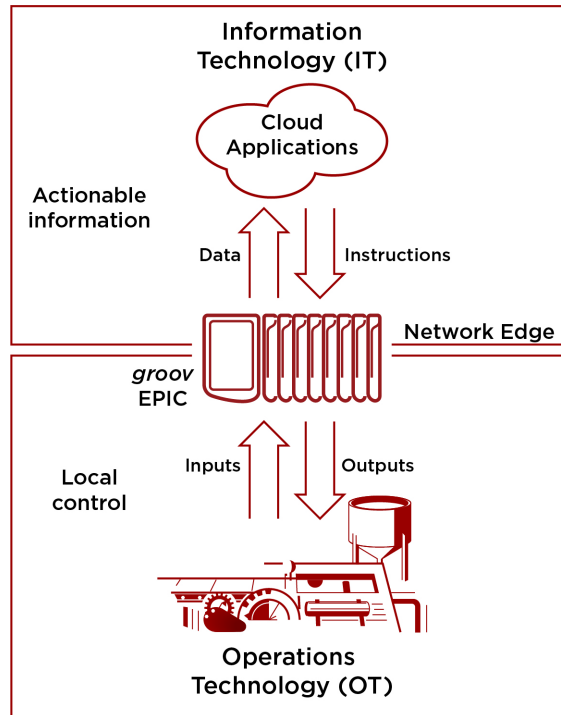 Information
Technology (IT)
Cloud
Applications
Actionable
information
Data
Instructions
Network Edge
groov
EPIC
Inputs
Outputs
Local
control
Operations
Technology (OT)